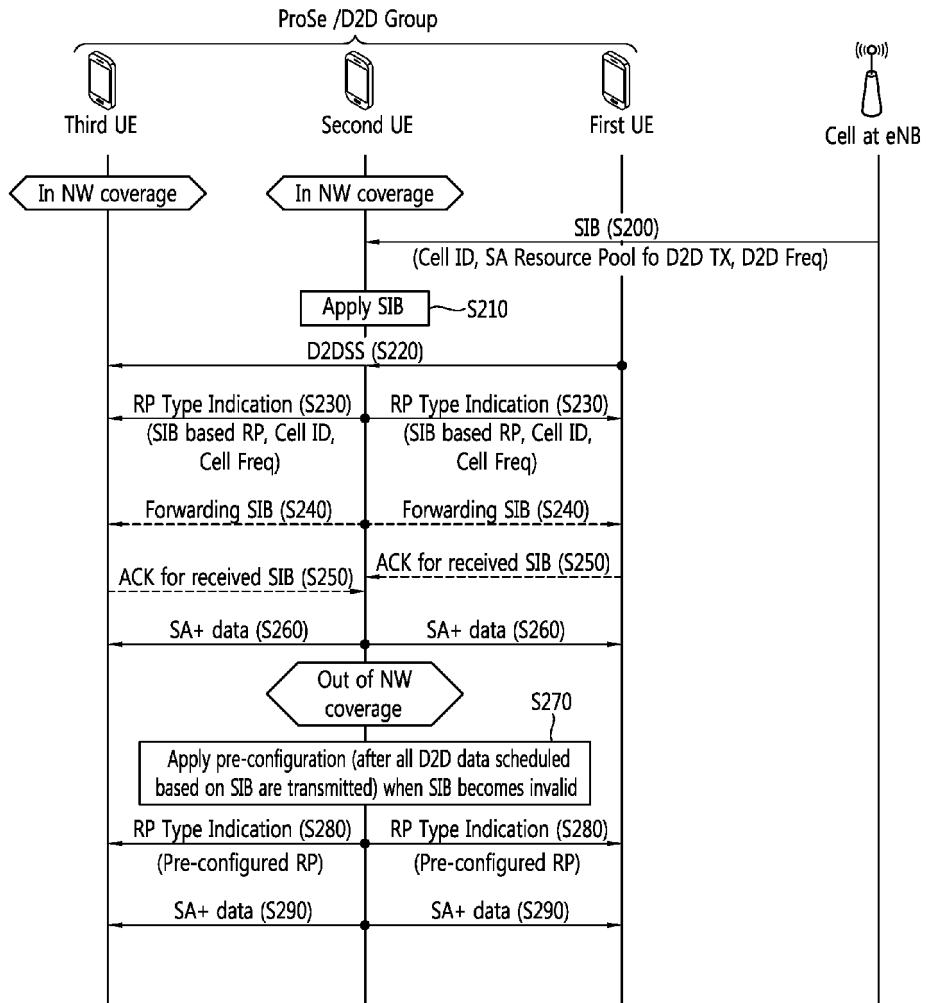 ProSe /D2D Group
Third UE
Second UE
First UE
Cell at eNB
In NW coverage
In NW coverage
SIB (S200)
(Cell ID, SA Resource Pool fo D2D TX, D2D Freq)
Apply SIB
S210
D2DSS (S220)
RP Type Indication (S230)
RP Type Indication (S230)
(SIB based RP, Cell ID,
Cell Freq)
(SIB based RP, Cell ID,
Cell Freq)
Forwarding SIB (S240)
Forwarding SIB (S240)
ACK for received SIB (S250)
ACK for received SIB (S250)
SA+ data (S260)
SA+ data (S260)
Out of NW
coverage
S270
Apply pre-configuration (after all D2D data scheduled
based on SIB are transmitted) when SIB becomes invalid
RP Type Indication (S280)
RP Type Indication (S280)
(Pre-configured RP)
(Pre-configured RP)
SA+ data (S290)
SA+ data (S290)